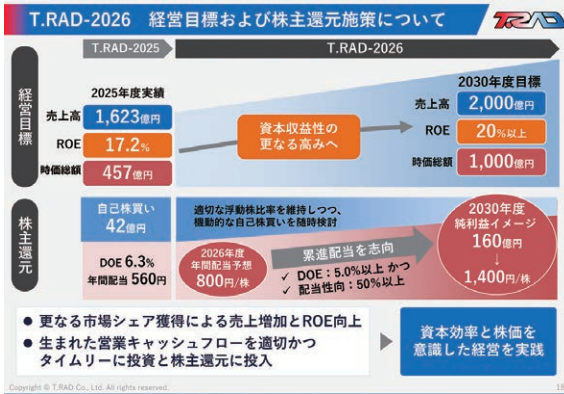 T.RAD-2026 経営目標および株主還元施策について
T.RAD
T.RAD-2025
T.RAD-2026
経営目標
2025年度実績
売上高 1,623億円
ROE 17.2%
時価総額 457億円
資本収益性の
更なる高みへ
2030年度目標
売上高 2,000億円
ROE 20%以上
時価総額 1,000億円
株主還元
自己株買い
42億円
DOE 6.3%
年間配当 560円
適切な浮動株比率を維持しつつ、
機動的な自己株買いを随時検討
2026年度
年間配当予想
800円/株
累進配当を志向
✓ DOE:5.0%以上 かつ
✓ 配当性向:50%以上
2030年度
純利益イメージ
160億円
↓
1,400円/株
● 更なる市場シェア獲得による売上増加とROE向上
● 生まれた営業キャッシュフローを適切かつ
タイムリーに投資と株主還元に投入
資本効率と株価を
意識した経営を実践
Copyright © T.RAD Co., Ltd. All rights reserved.